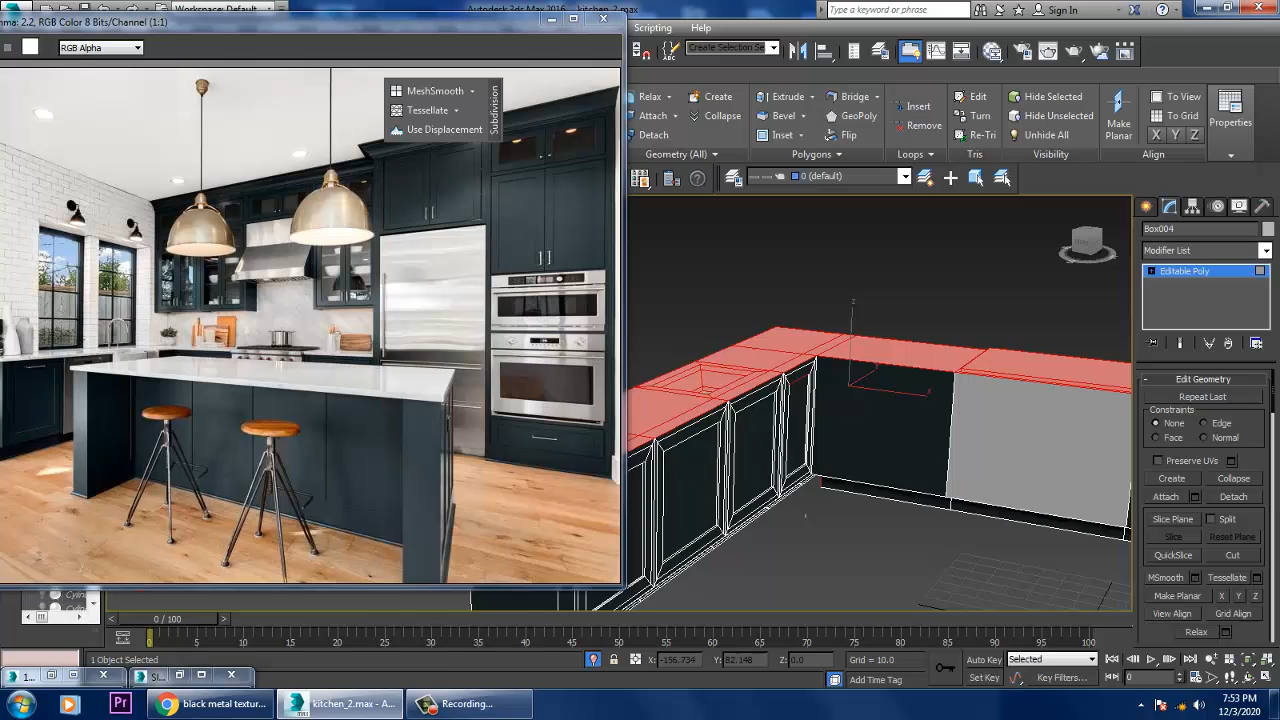 mma: 2.2, RGB Color 8 Bits/Channel (1:1)
Workspace: Default
Autodesk 3ds Max 2016
kitchen_2.max
Type a keyword or phrase
Sign In
Scripting
Help
RGB Alpha
Create Selection Se
MeshSmooth
Tessellate
Use Displacement
Subdivision
Relax
Create
Attach
Collapse
Detach
Geometry (All)
Extrude
Bridge
Bevel
GeoPoly
Inset
Flip
Polygons
Insert
Remove
Loops
Edit
Turn
Re-Tri
Tris
Hide Selected
Hide Unselected
Unhide All
Visibility
Make
Planar
To View
To Grid
X Y Z
Align
Properties
0 (default)
Box004
Modifier List
Editable Poly
Edit Geometry
Repeat Last
Constraints
None
Edge
Face
Normal
Preserve UVs
Create
Collapse
Attach
Detach
Slice Plane
Split
Slice
Reset Plane
QuickSlice
Cut
MSmooth
Tessellate
Make Planar
X Y Z
View Align
Grid Align
Relax
z
x
0 / 100
0 5 10 15 20 25 30 35 40 45 50 55 60 65 70 75 80 85 90 95 100
1 Object Selected
X: -156.734
Y: 82.148
Z: 0.0
Grid = 10.0
Add Time Tag
Auto Key
Selected
Set Key
Key Filters...
0
black metal textur...
kitchen_2.max - A...
Recording...
7:53 PM
12/3/2020